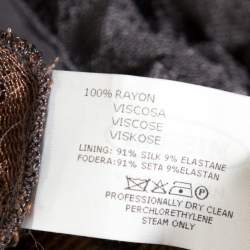 100% RAYON
VISCOSA
VISCOSE
VISKOSE
LINING: 91% SILK 9% ELASTANE
FODERA: 91% SETA 9%ELASTAN
P
PROFESSIONALLY DRY CLEAN
PERCHLORETHYLENE
STEAM ONLY